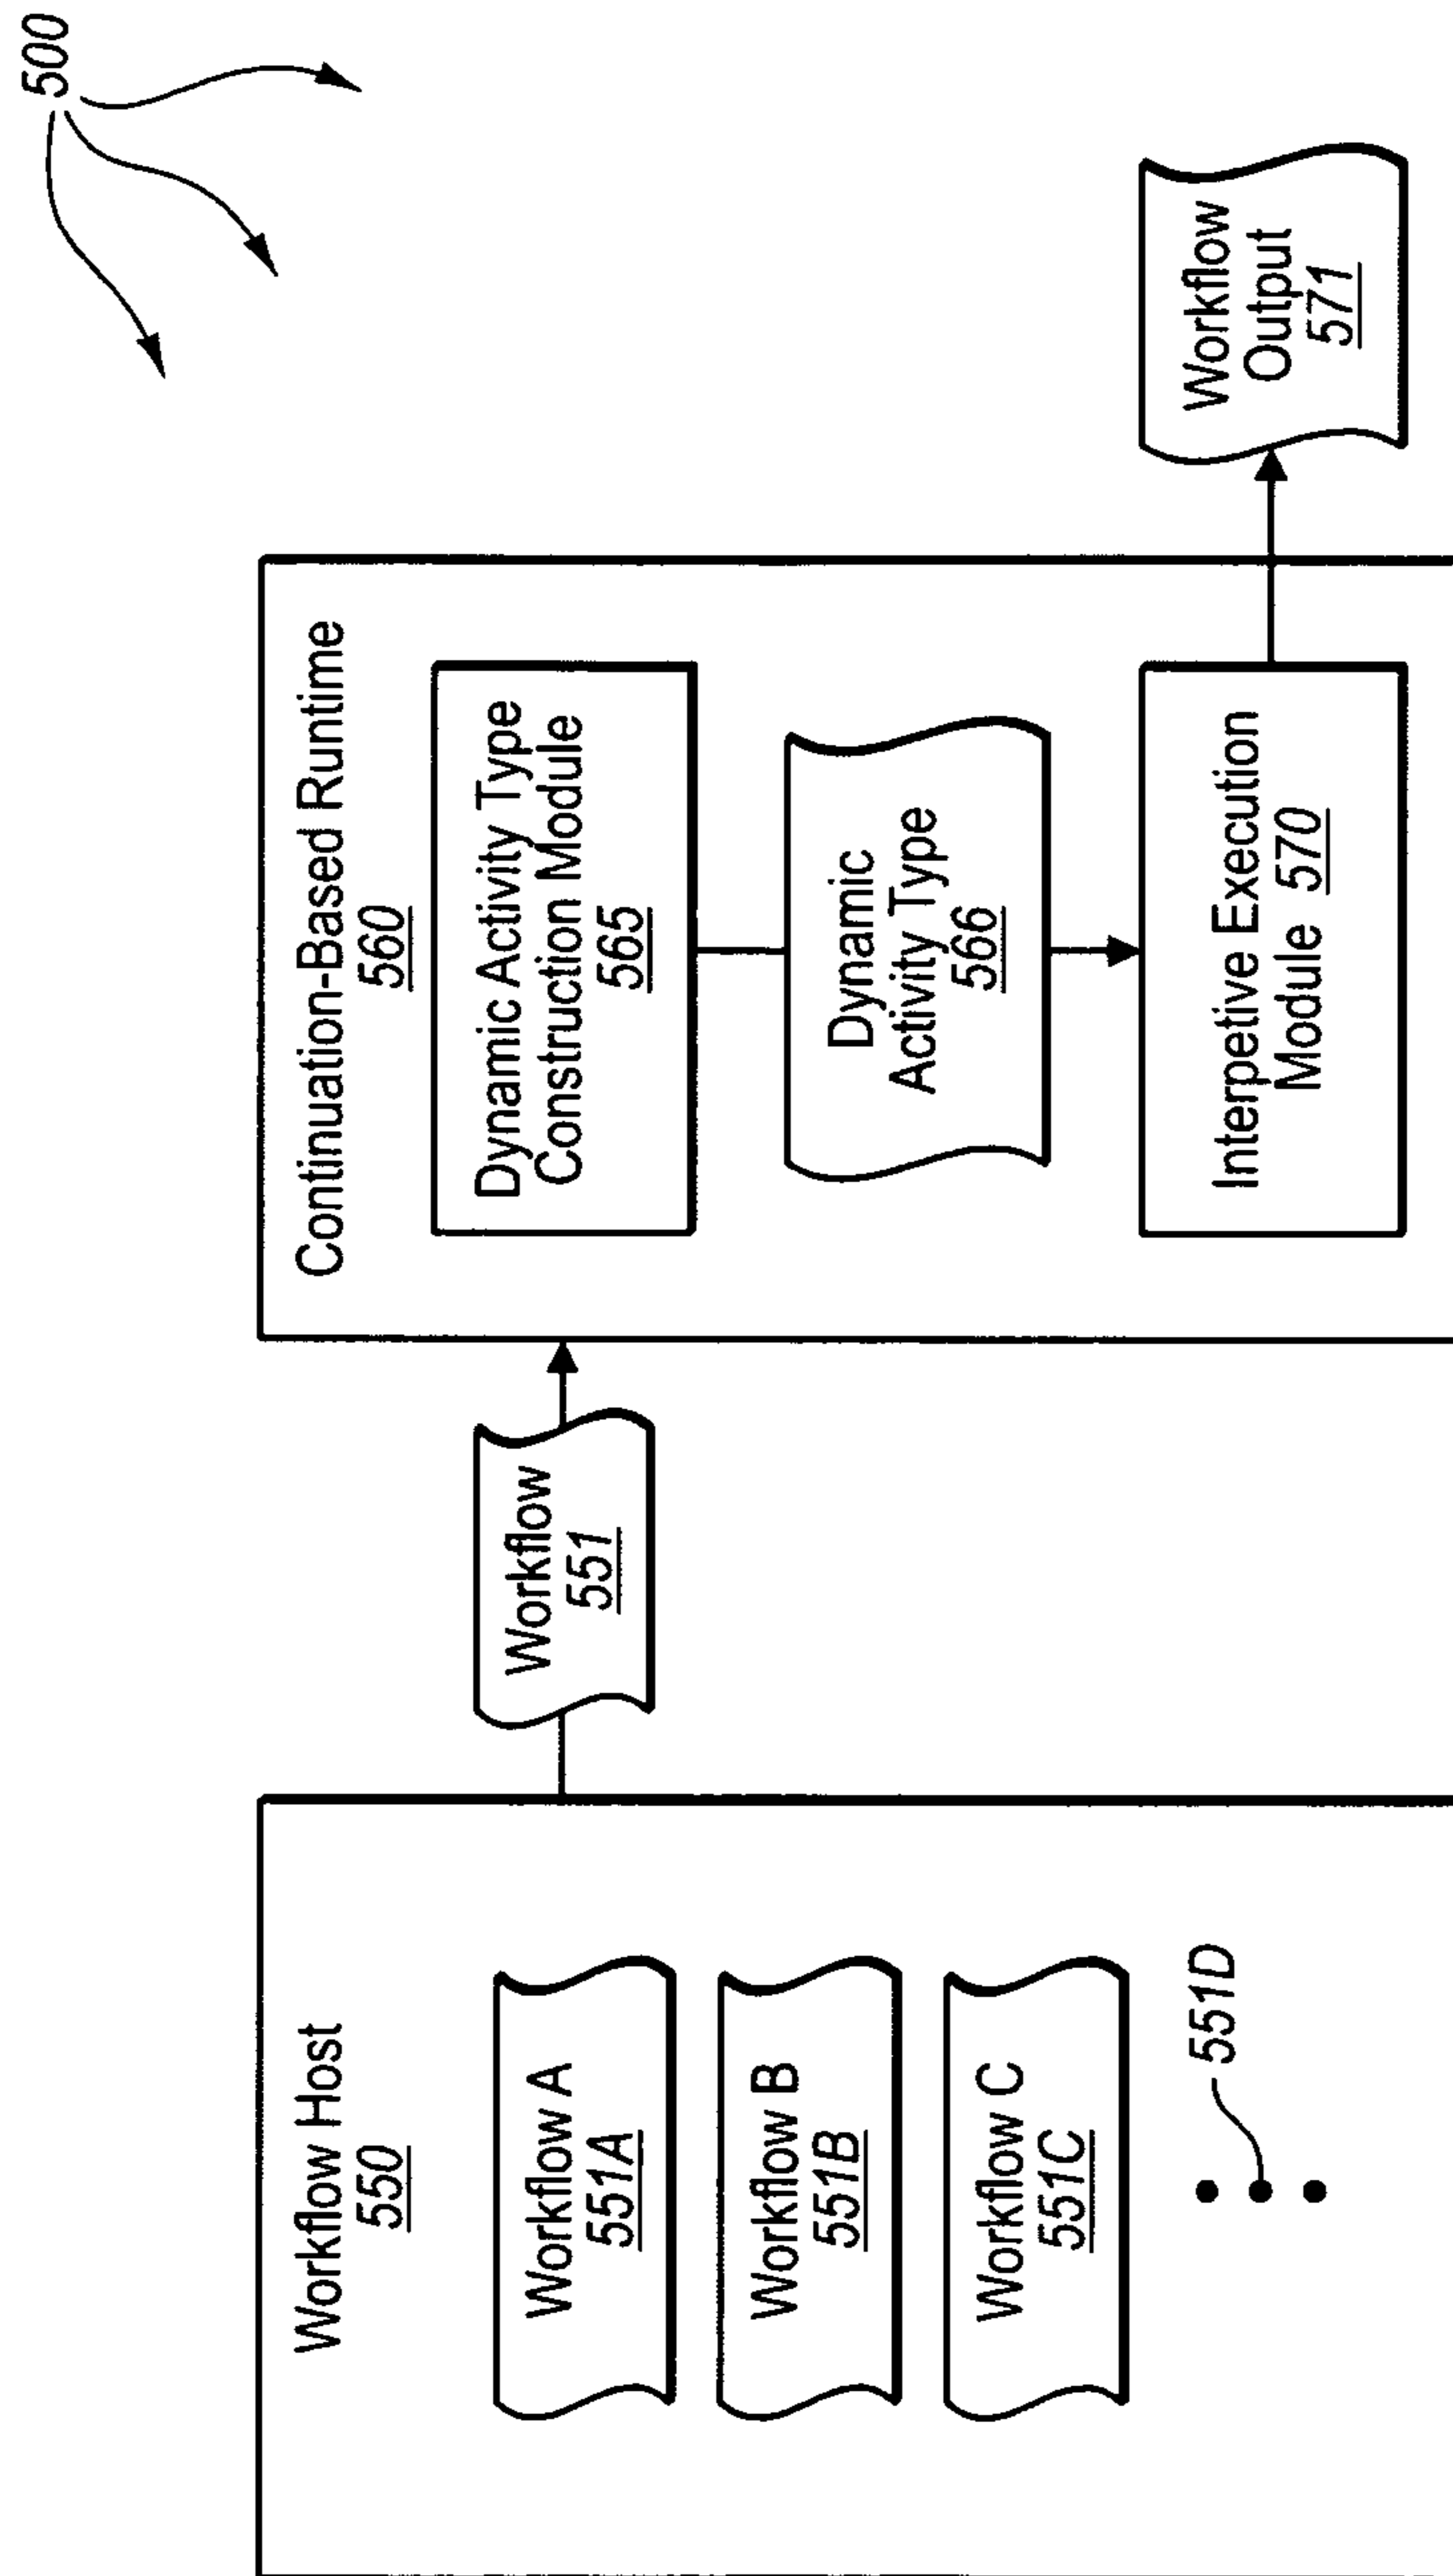 500
Workflow Host
550
Workflow A
551A
Workflow B
551B
Workflow C
551C
551D
Workflow
551
Continuation-Based Runtime
560
Dynamic Activity Type
Construction Module
565
Dynamic
Activity Type
566
Interpetive Execution
Module 570
Workflow
Output
571